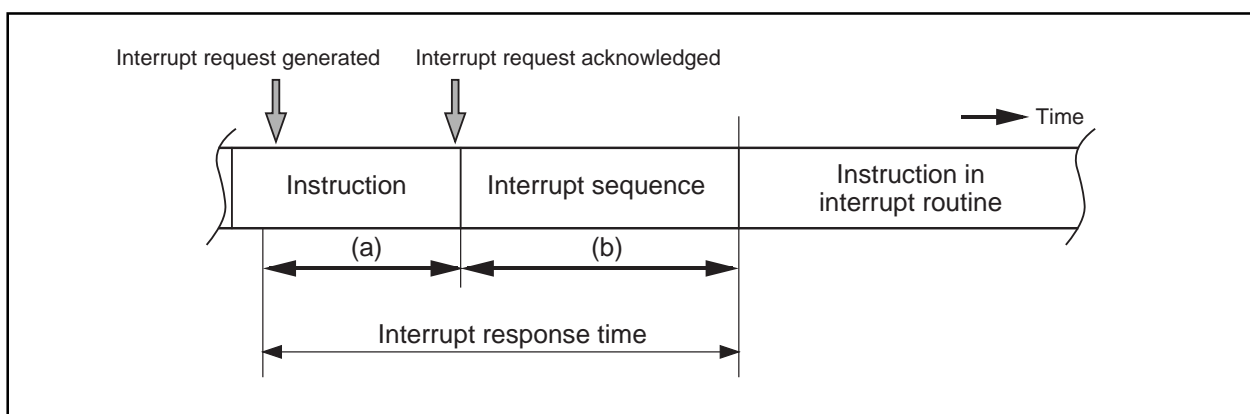 Interrupt request generated
Interrupt request acknowledged
Time
Instruction
Interrupt sequence
Instruction in
interrupt routine
(a)
(b)
Interrupt response time